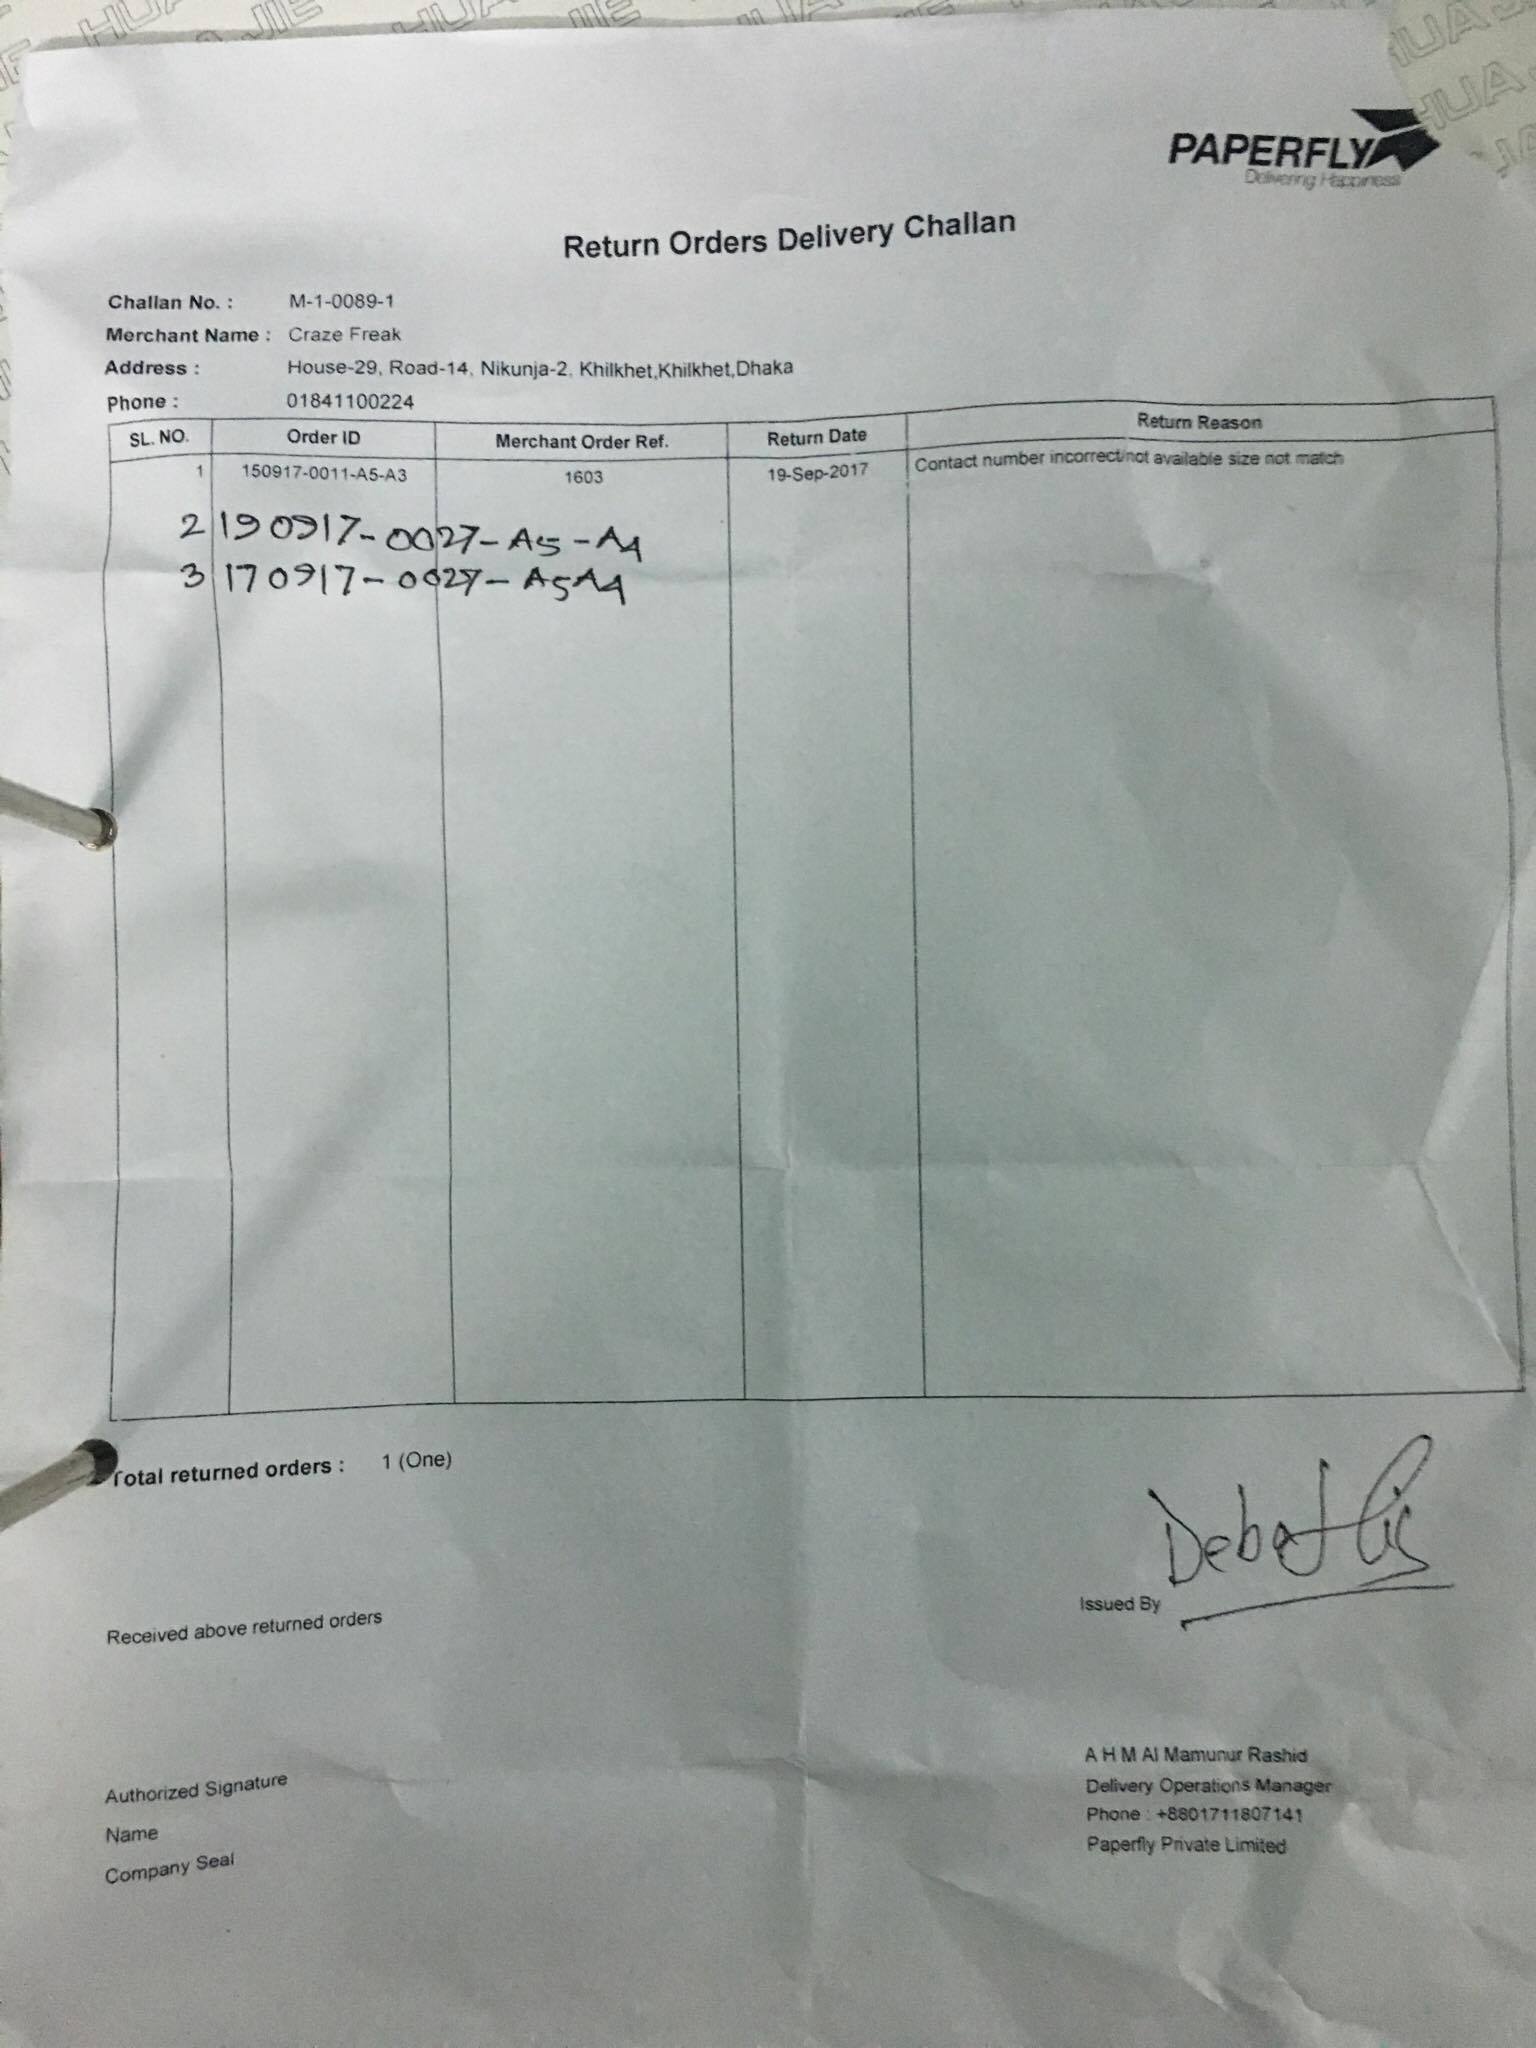 PAPERFLY
Delivering Happiness
Return Orders Delivery Challan
Challan No. : M-1-0089-1
Merchant Name : Craze Freak
Address : House-29, Road-14, Nikunja-2, Khilkhet,Khilkhet,Dhaka
Phone : 01841100224
SL. NO. Order ID Merchant Order Ref. Return Date Return Reason
1 150917-0011-A5-A3 1603 19-Sep-2017 Contact number incorrect/not available size not match
2 190917-0027-A5-A4
3 170917-0027-A5A4
Total returned orders : 1 (One)
Issued By
Received above returned orders
A H M Al Mamunur Rashid
Delivery Operations Manager
Phone : +8801711807141
Paperfly Private Limited
Authorized Signature
Name
Company Seal
HUA JIE